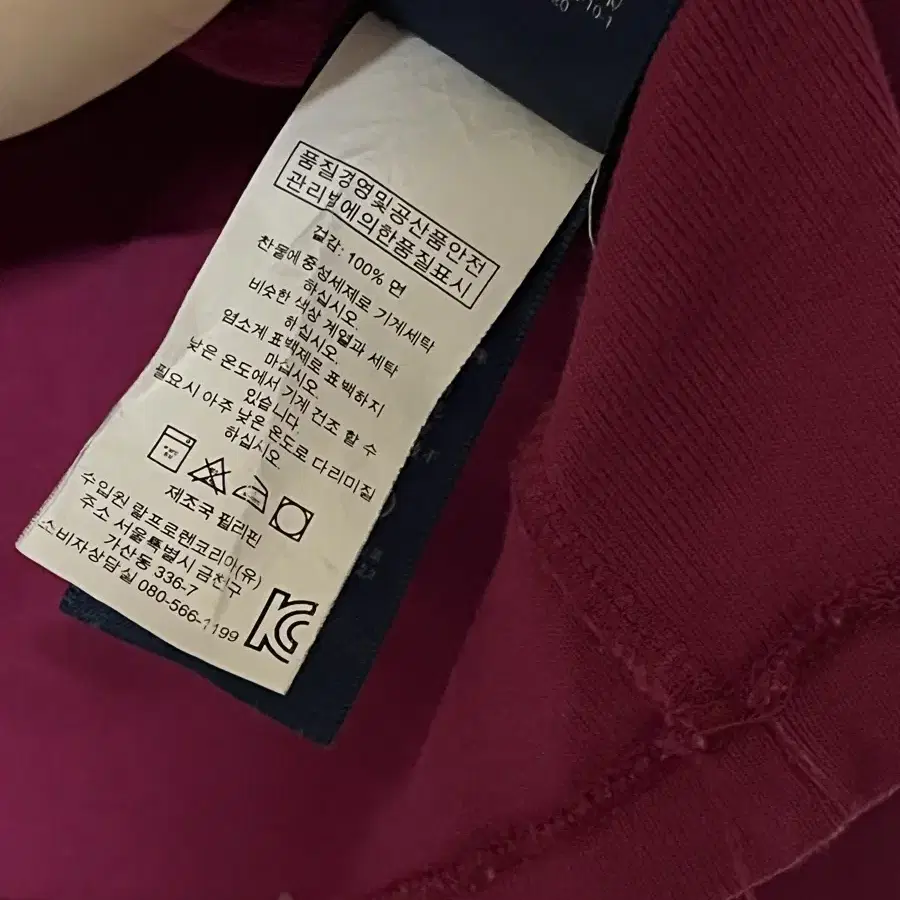 품질경영및공산품안전
관리법에의한품질표시
겉감: 100% 면
찬물에 중성세제로 기계세탁
하십시오.
비슷한 색상 계열과 세탁
하십시오.
염소계 표백제로 표백하지
마십시오.
낮은 온도에서 기계 건조 할 수
있습니다.
필요시 아주 낮은 온도로 다리미질
하십시오.
제조국 필리핀
수입원 랄프로렌코리아(유)
주소 서울특별시 금천구
가산동 336-7
소비자상담실 080-566-1199